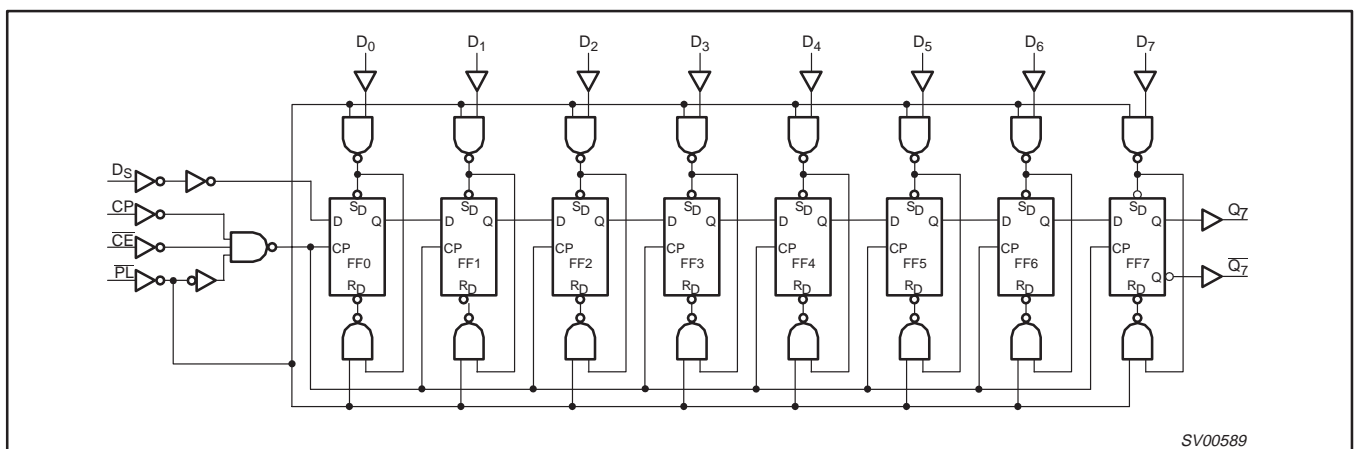 D0 D1 D2 D3 D4 D5 D6 D7
DS
CP
CE
PL
SD SD SD SD SD SD SD SD
D Q D Q D Q D Q D Q D Q D Q D Q
Q7
CP CP CP CP CP CP CP CP
FF0 FF1 FF2 FF3 FF4 FF5 FF6 FF7
Q
Q7
RD RD RD RD RD RD RD RD
SV00589